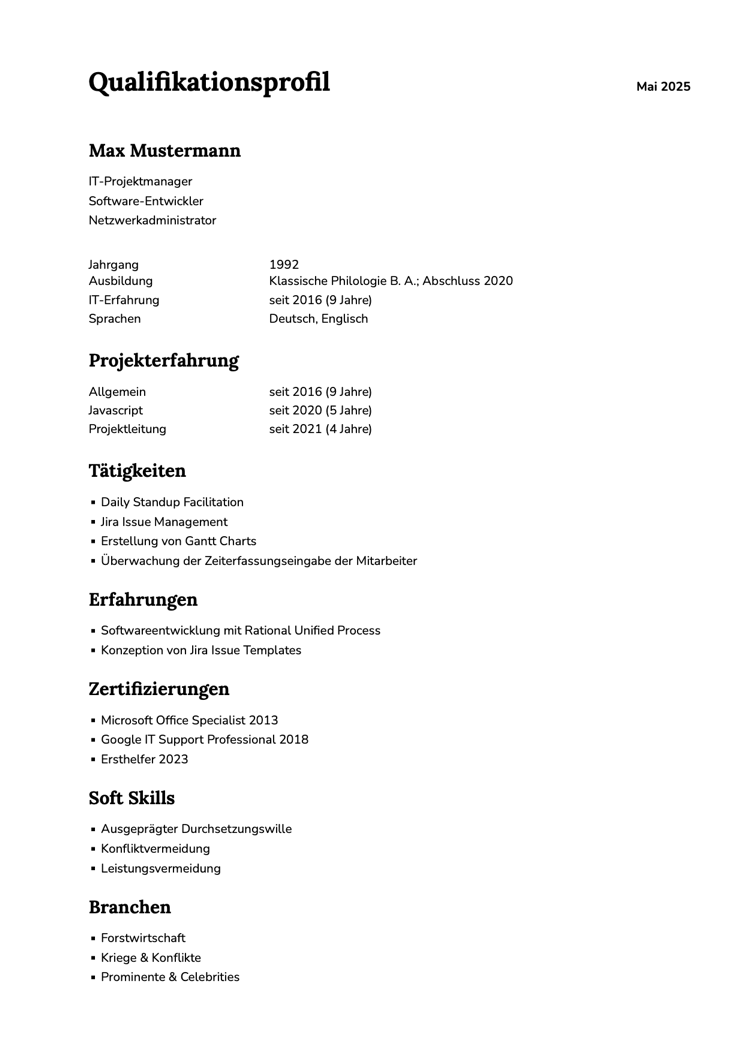 Qualifikationsprofil Mai 2025
Max Mustermann
IT-Projektmanager
Software-Entwickler
Netzwerkadministrator
Jahrgang 1992
Ausbildung Klassische Philologie B. A.; Abschluss 2020
IT-Erfahrung seit 2016 (9 Jahre)
Sprachen Deutsch, Englisch
Projekterfahrung
Allgemein seit 2016 (9 Jahre)
Javascript seit 2020 (5 Jahre)
Projektleitung seit 2021 (4 Jahre)
Tätigkeiten
▪ Daily Standup Facilitation
▪ Jira Issue Management
▪ Erstellung von Gantt Charts
▪ Überwachung der Zeiterfassungseingabe der Mitarbeiter
Erfahrungen
▪ Softwareentwicklung mit Rational Unified Process
▪ Konzeption von Jira Issue Templates
Zertifizierungen
▪ Microsoft Office Specialist 2013
▪ Google IT Support Professional 2018
▪ Ersthelfer 2023
Soft Skills
▪ Ausgeprägter Durchsetzungswille
▪ Konfliktvermeidung
▪ Leistungsvermeidung
Branchen
▪ Forstwirtschaft
▪ Kriege & Konflikte
▪ Prominente & Celebrities